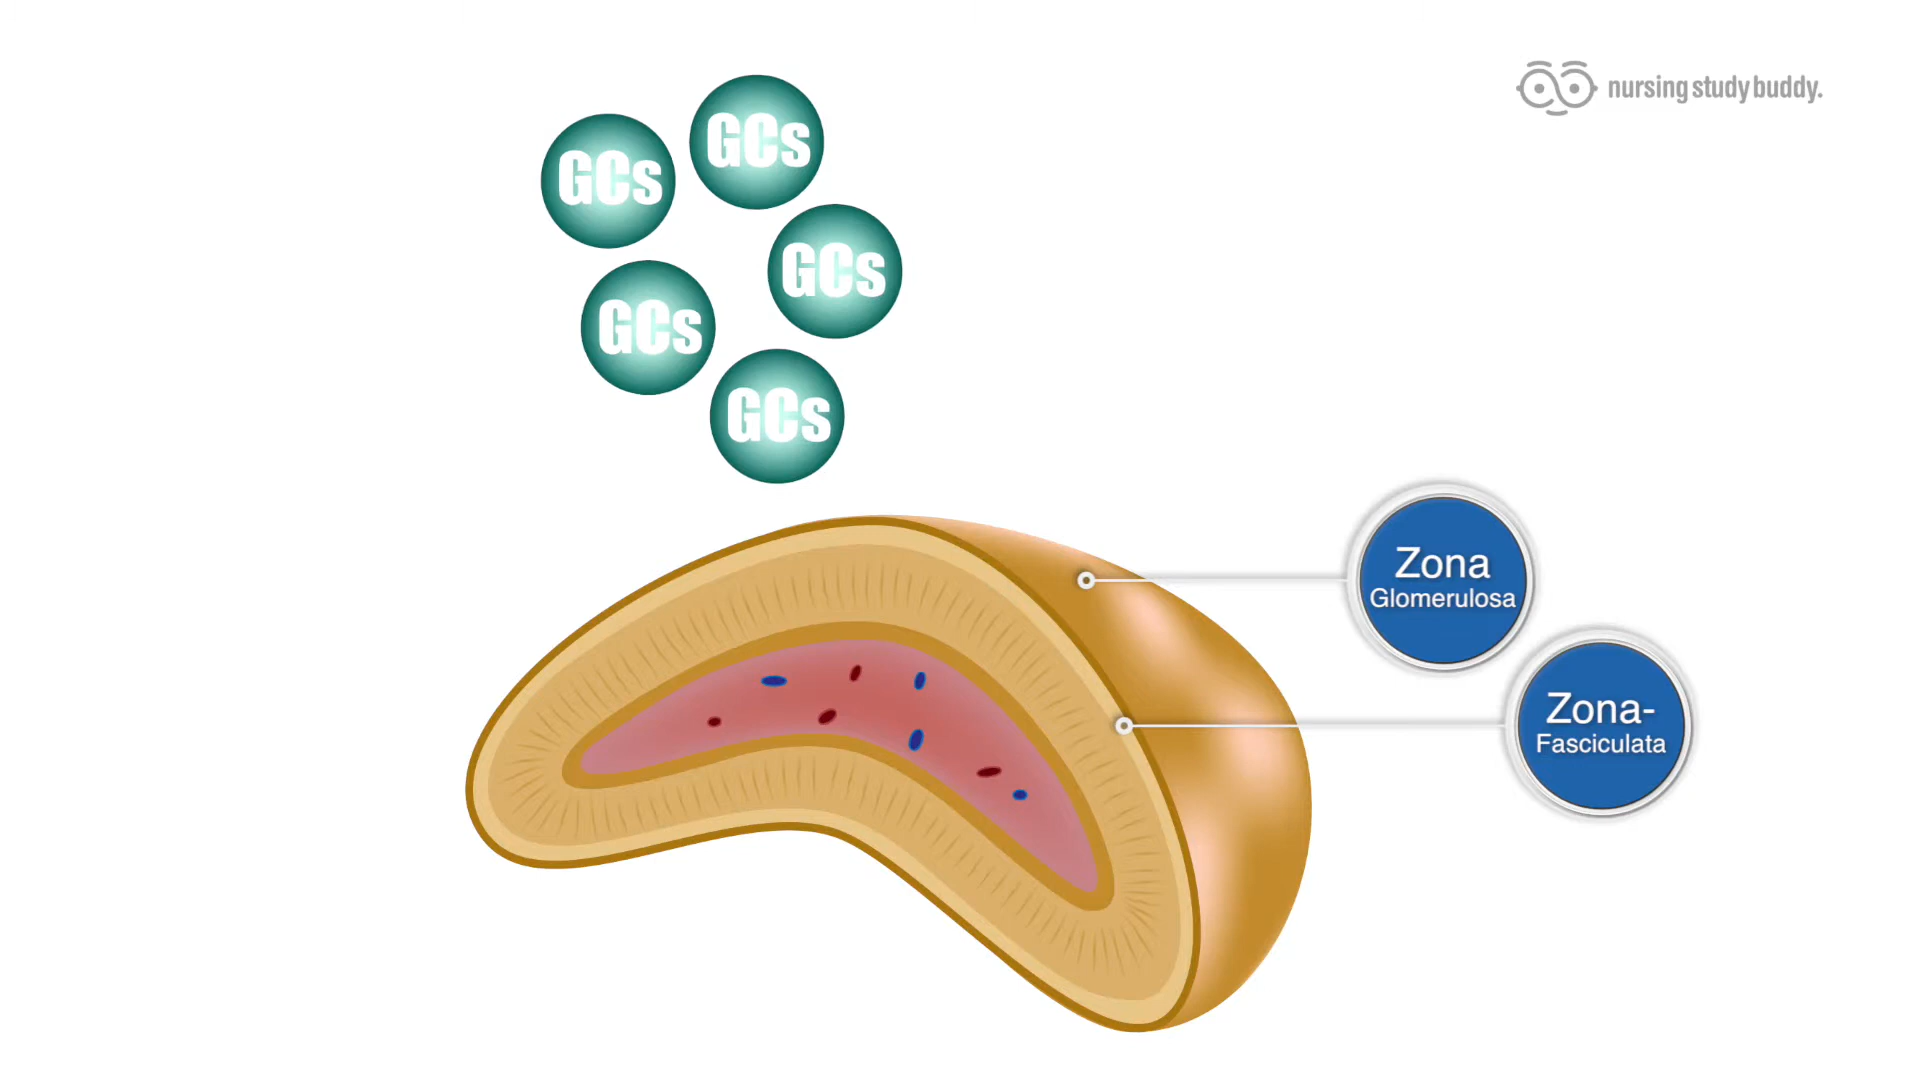 nursing study buddy.
GCs
GCs
GCs
GCs
GCs
Zona
Glomerulosa
Zona-
Fasciculata